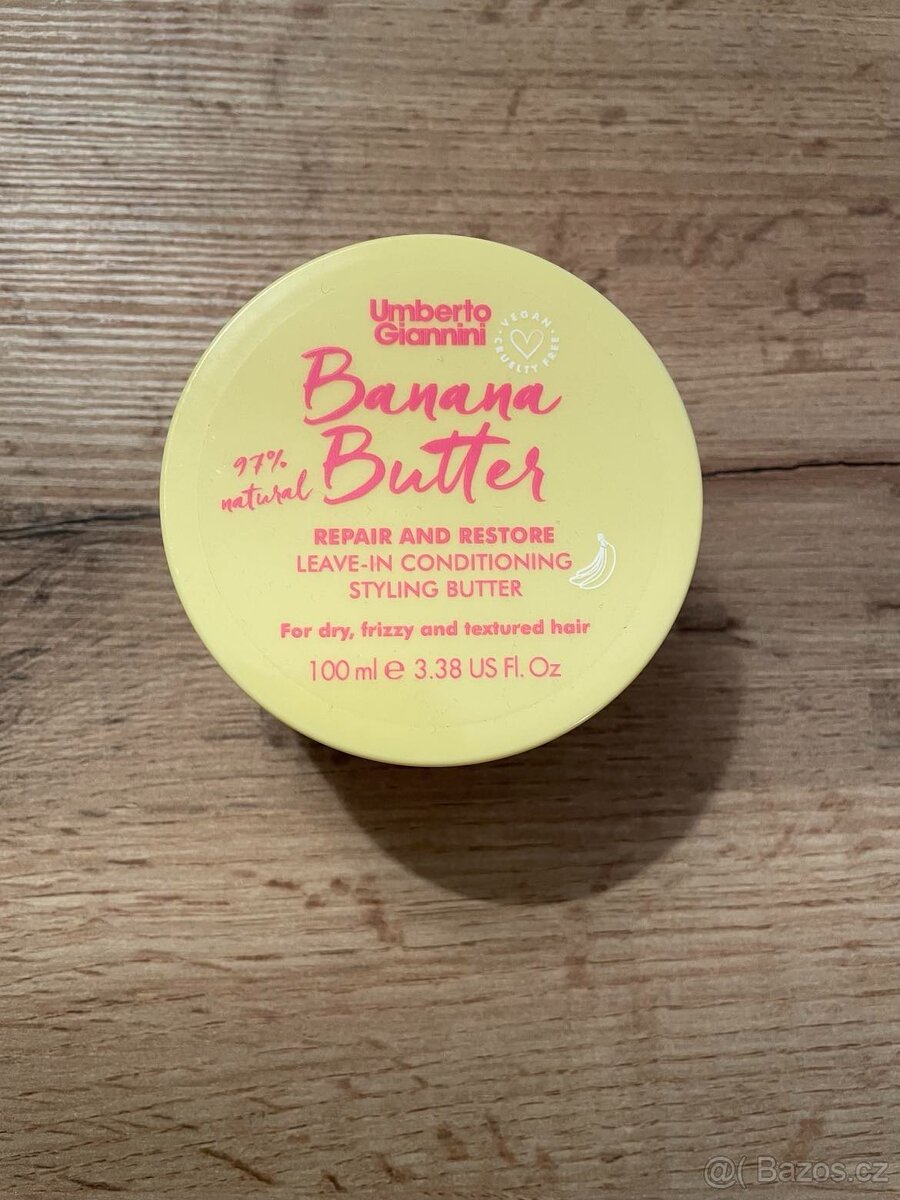 Umberto
Giannini
VEGAN · CRUELTY FREE ·
Banana
Butter
97%
natural
REPAIR AND RESTORE
LEAVE-IN CONDITIONING
STYLING BUTTER
For dry, frizzy and textured hair
100 ml ℮ 3.38 US Fl. Oz
@( Bazos.cz